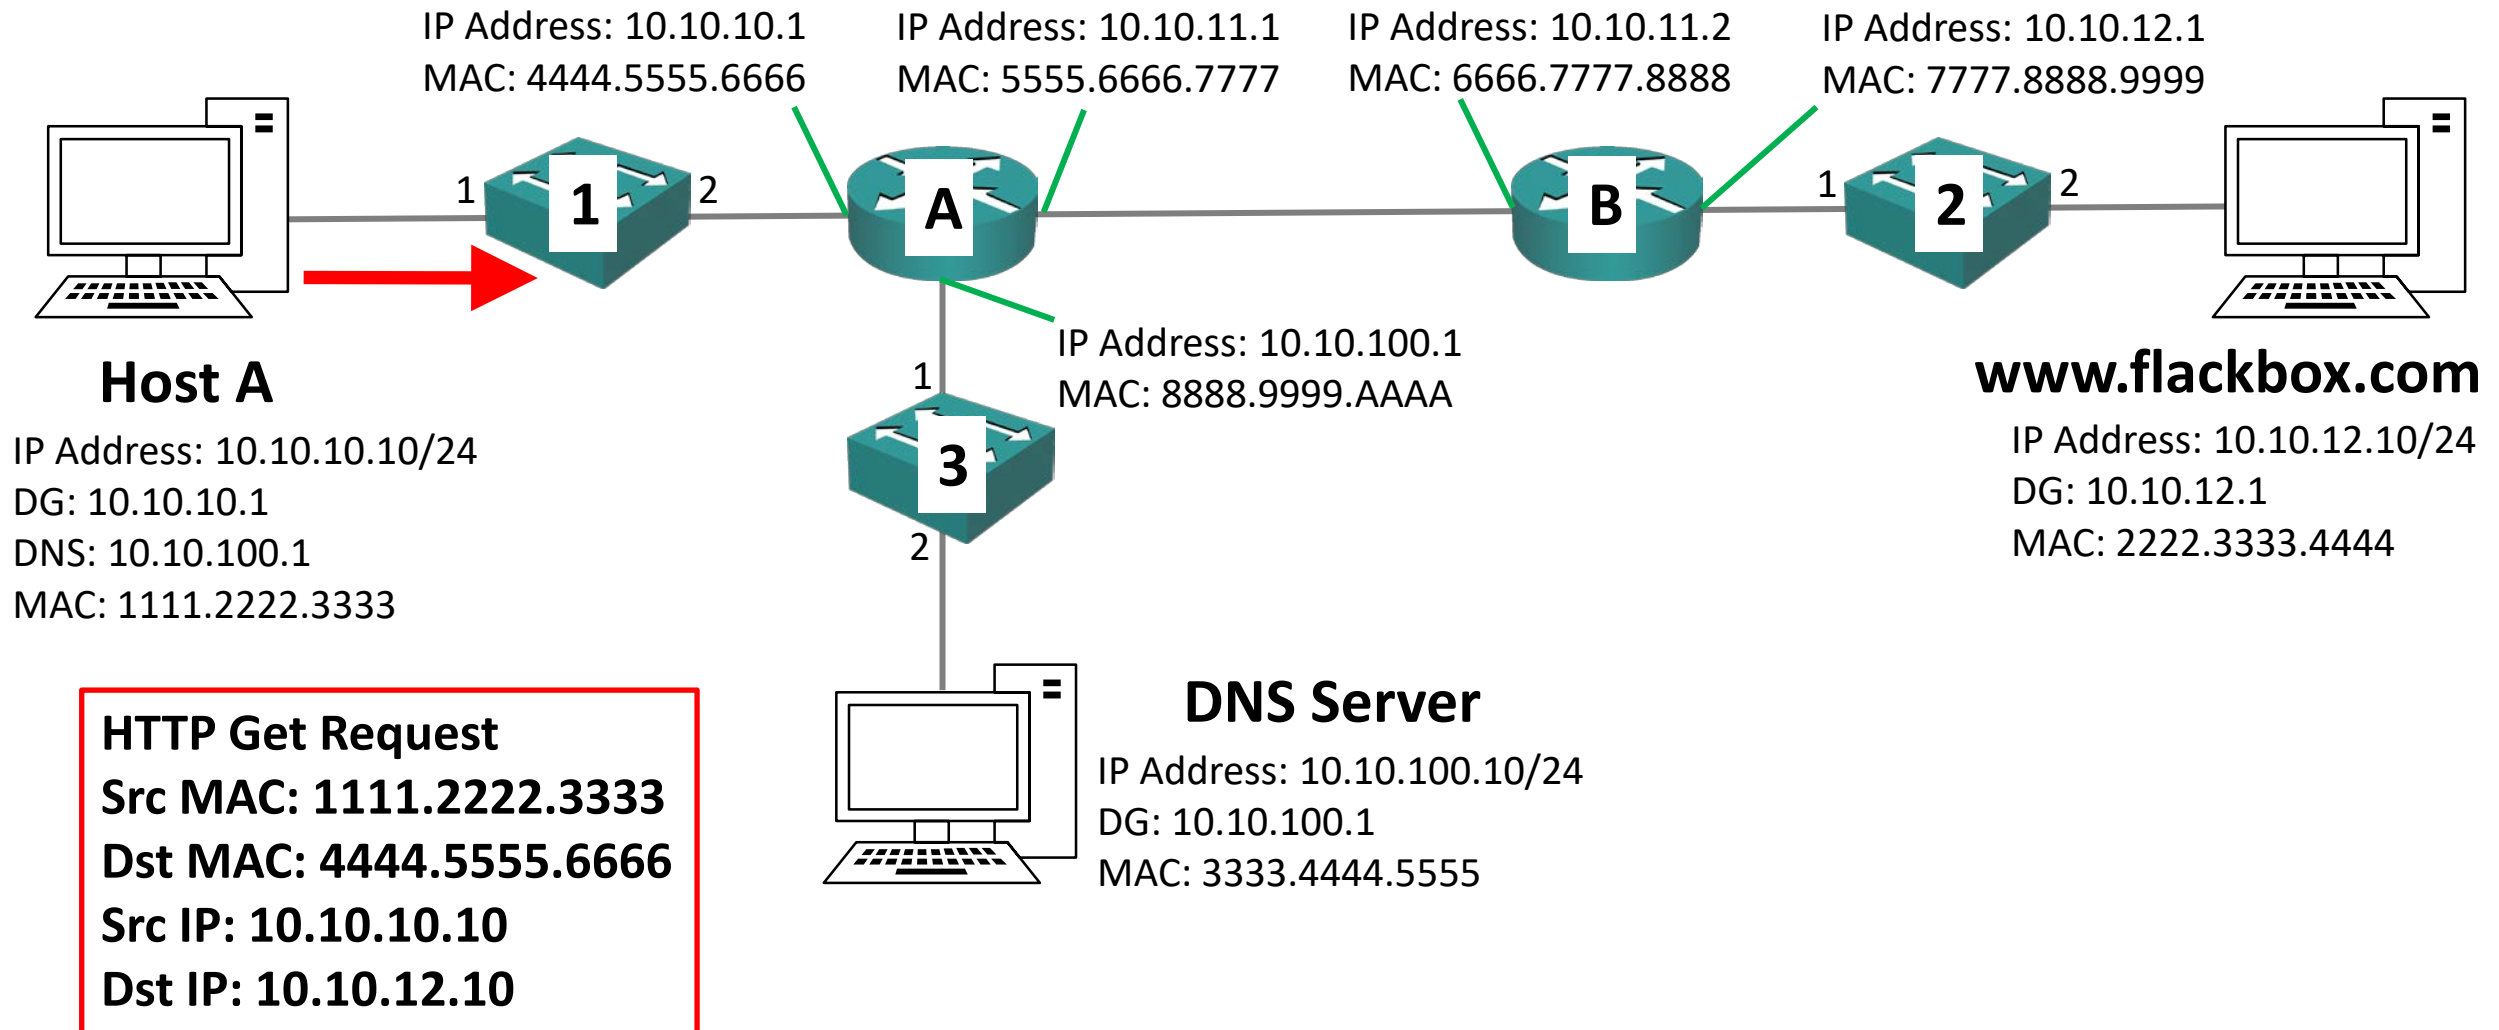 IP Address: 10.10.10.1
MAC: 4444.5555.6666
IP Address: 10.10.11.1
MAC: 5555.6666.7777
IP Address: 10.10.11.2
MAC: 6666.7777.8888
IP Address: 10.10.12.1
MAC: 7777.8888.9999
1
1
2
A
B
1
2
2
Host A
IP Address: 10.10.10.10/24
DG: 10.10.10.1
DNS: 10.10.100.1
MAC: 1111.2222.3333
IP Address: 10.10.100.1
MAC: 8888.9999.AAAA
1
3
2
www.flackbox.com
IP Address: 10.10.12.10/24
DG: 10.10.12.1
MAC: 2222.3333.4444
HTTP Get Request
Src MAC: 1111.2222.3333
Dst MAC: 4444.5555.6666
Src IP: 10.10.10.10
Dst IP: 10.10.12.10
DNS Server
IP Address: 10.10.100.10/24
DG: 10.10.100.1
MAC: 3333.4444.5555